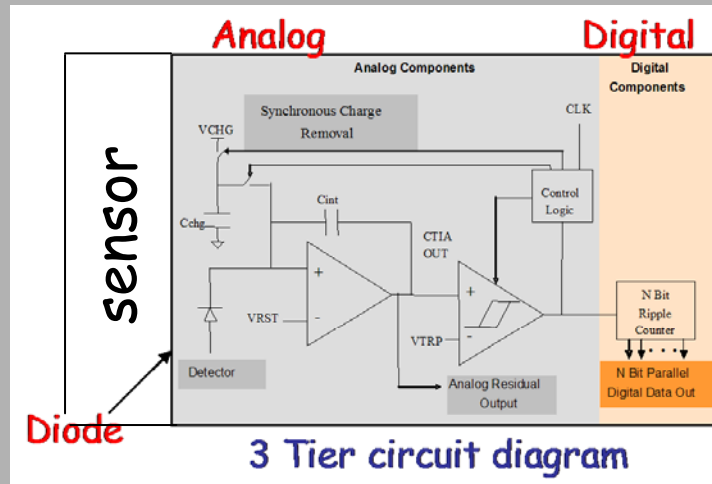 Analog
Digital
Analog Components
Digital
Components
Synchronous Charge
Removal
CLK
VCHG
sensor
Control
Logic
Cint
Cchg
CTIA
OUT
+
+
N Bit
Ripple
Counter
VRST
-
VTRP
-
Detector
Analog Residual
Output
N Bit Parallel
Digital Data Out
Diode
3 Tier circuit diagram